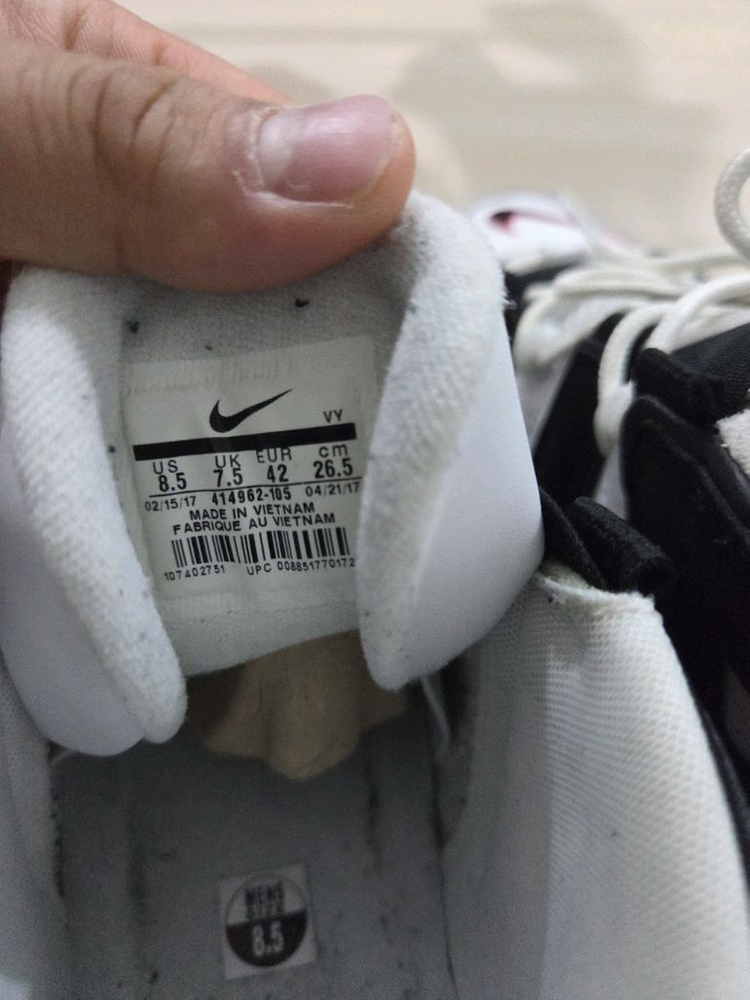 VY
US UK EUR cm
8.5 7.5 42 26.5
02/15/17 414962-105 04/21/17
MADE IN VIETNAM
FABRIQUE AU VIETNAM
107402751 UPC 008851770172
MENS
SIZE
8.5